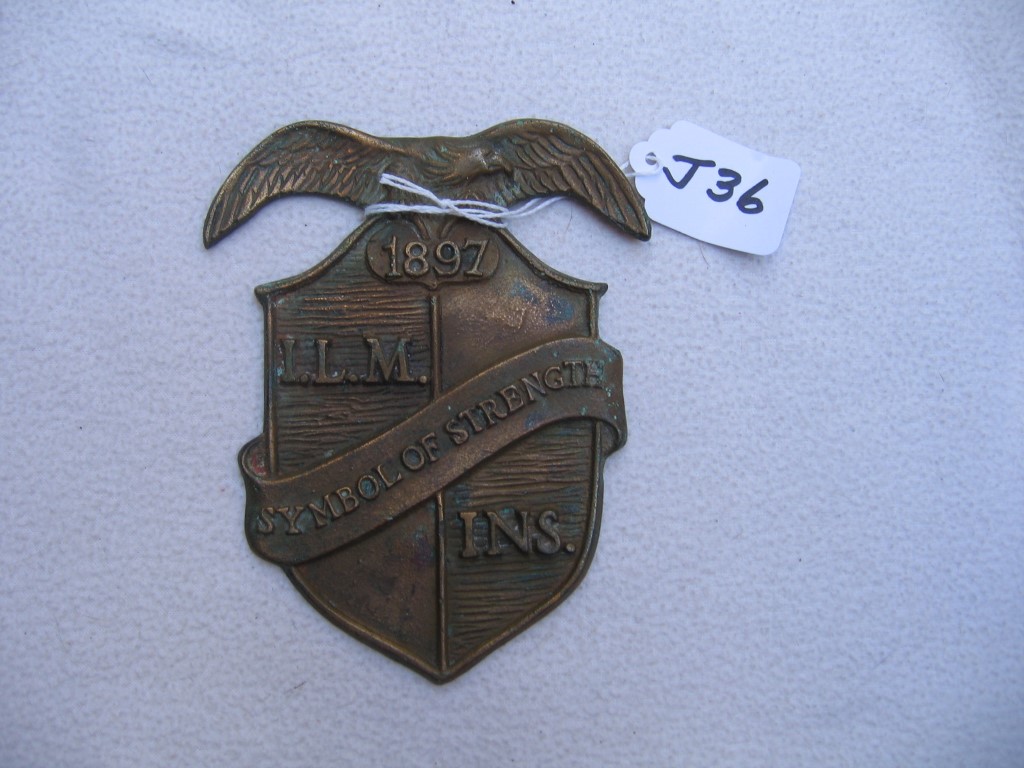 J36
1897
I.L.M.
SYMBOL OF STRENGTH
INS.